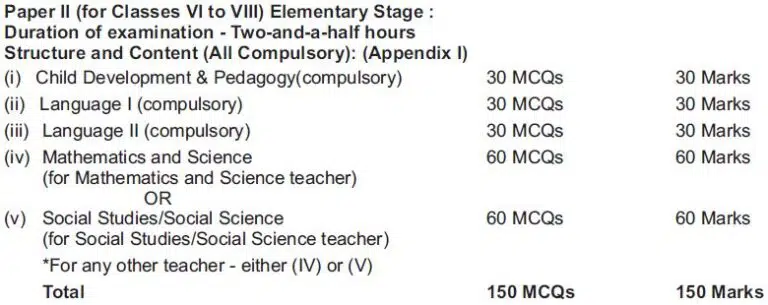 Paper II (for Classes VI to VIII) Elementary Stage :
Duration of examination - Two-and-a-half hours
Structure and Content (All Compulsory): (Appendix I)
(i) Child Development & Pedagogy(compulsory) 30 MCQs 30 Marks
(ii) Language I (compulsory) 30 MCQs 30 Marks
(iii) Language II (compulsory) 30 MCQs 30 Marks
(iv) Mathematics and Science 60 MCQs 60 Marks
(for Mathematics and Science teacher)
OR
(v) Social Studies/Social Science 60 MCQs 60 Marks
(for Social Studies/Social Science teacher)
*For any other teacher - either (IV) or (V)
Total 150 MCQs 150 Marks